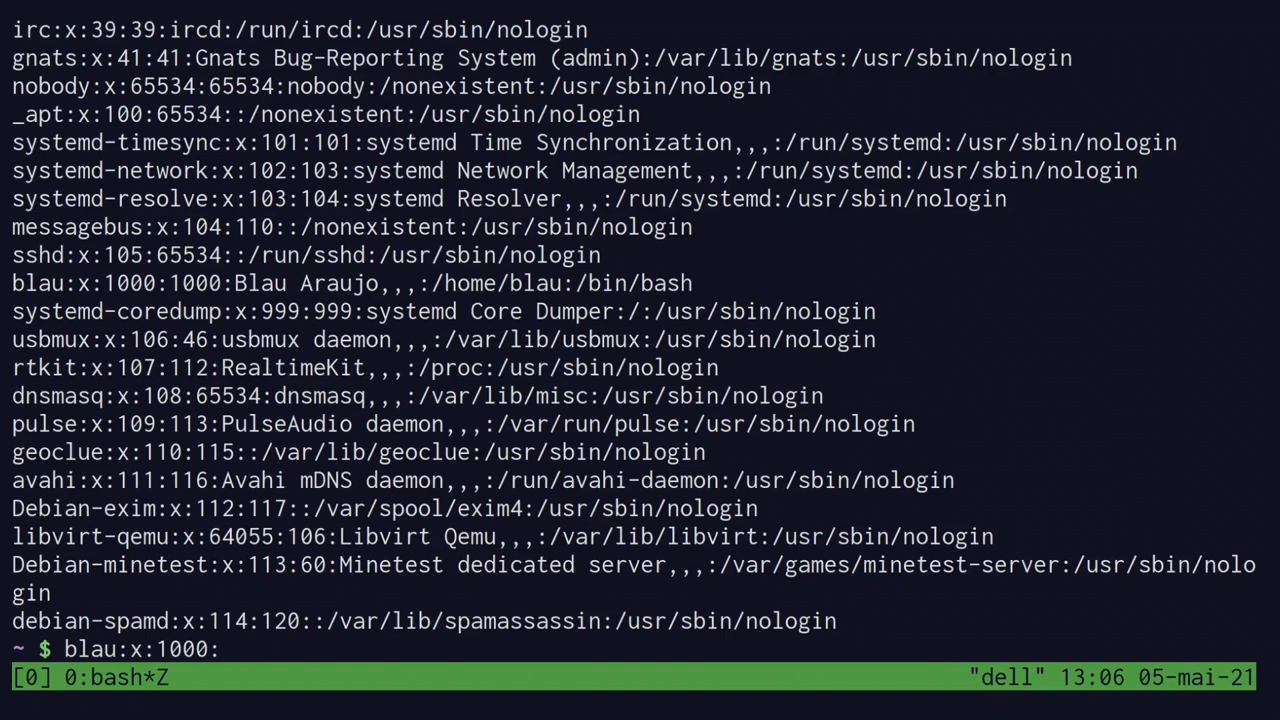 irc:x:39:39:ircd:/run/ircd:/usr/sbin/nologin
gnats:x:41:41:Gnats Bug-Reporting System (admin):/var/lib/gnats:/usr/sbin/nologin
nobody:x:65534:65534:nobody:/nonexistent:/usr/sbin/nologin
_apt:x:100:65534::/nonexistent:/usr/sbin/nologin
systemd-timesync:x:101:101:systemd Time Synchronization,,,:/run/systemd:/usr/sbin/nologin
systemd-network:x:102:103:systemd Network Management,,,:/run/systemd:/usr/sbin/nologin
systemd-resolve:x:103:104:systemd Resolver,,,:/run/systemd:/usr/sbin/nologin
messagebus:x:104:110::/nonexistent:/usr/sbin/nologin
sshd:x:105:65534::/run/sshd:/usr/sbin/nologin
blau:x:1000:1000:Blau Araujo,,,:/home/blau:/bin/bash
systemd-coredump:x:999:999:systemd Core Dumper:/:/usr/sbin/nologin
usbmux:x:106:46:usbmux daemon,,,:/var/lib/usbmux:/usr/sbin/nologin
rtkit:x:107:112:RealtimeKit,,,:/proc:/usr/sbin/nologin
dnsmasq:x:108:65534:dnsmasq,,,:/var/lib/misc:/usr/sbin/nologin
pulse:x:109:113:PulseAudio daemon,,,:/var/run/pulse:/usr/sbin/nologin
geoclue:x:110:115::/var/lib/geoclue:/usr/sbin/nologin
avahi:x:111:116:Avahi mDNS daemon,,,:/run/avahi-daemon:/usr/sbin/nologin
Debian-exim:x:112:117::/var/spool/exim4:/usr/sbin/nologin
libvirt-qemu:x:64055:106:Libvirt Qemu,,,:/var/lib/libvirt:/usr/sbin/nologin
Debian-minetest:x:113:60:Minetest dedicated server,,,:/var/games/minetest-server:/usr/sbin/nolo
gin
debian-spamd:x:114:120::/var/lib/spamassassin:/usr/sbin/nologin
~ $ blau:x:1000:
[0] 0:bash*Z "dell" 13:06 05-mai-21